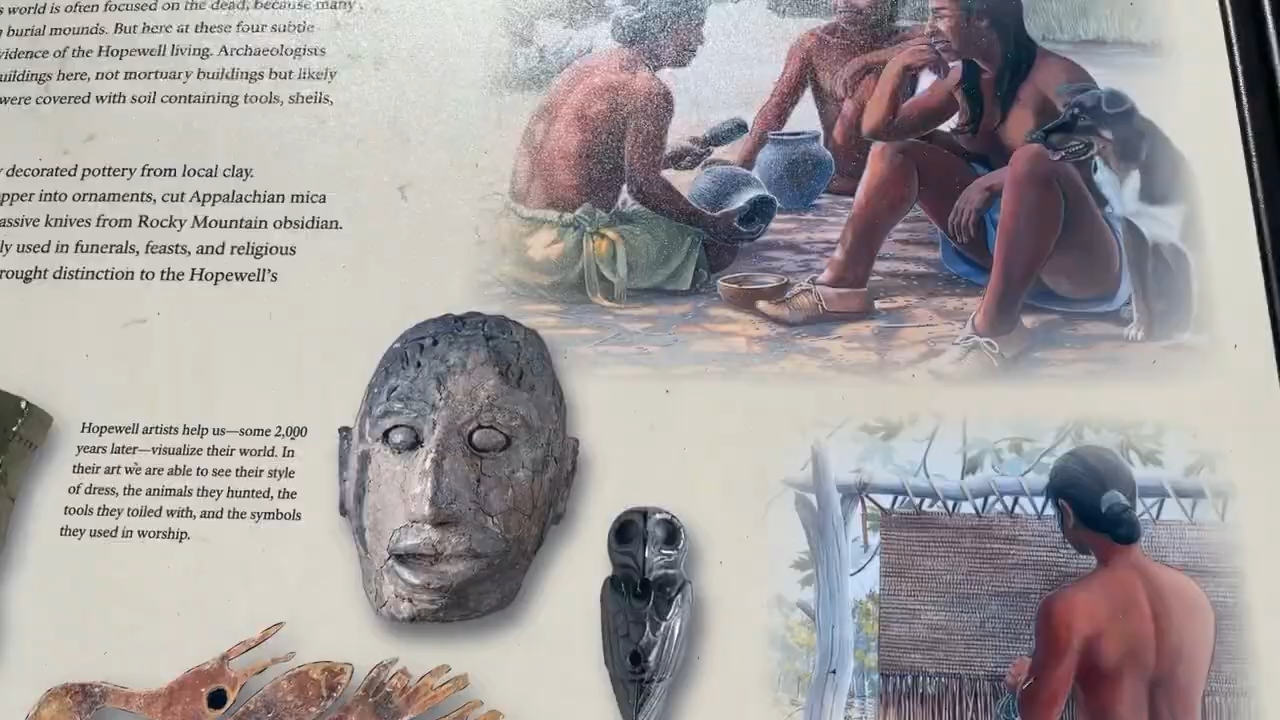 s world is often focused on the dead, because many
burial mounds. But here at these four subtle
vidence of the Hopewell living. Archaeologists
uildings here, not mortuary buildings but likely
were covered with soil containing tools, shells,
y decorated pottery from local clay.
pper into ornaments, cut Appalachian mica
assive knives from Rocky Mountain obsidian.
ly used in funerals, feasts, and religious
rought distinction to the Hopewell's
Hopewell artists help us—some 2,000
years later—visualize their world. In
their art we are able to see their style
of dress, the animals they hunted, the
tools they toiled with, and the symbols
they used in worship.